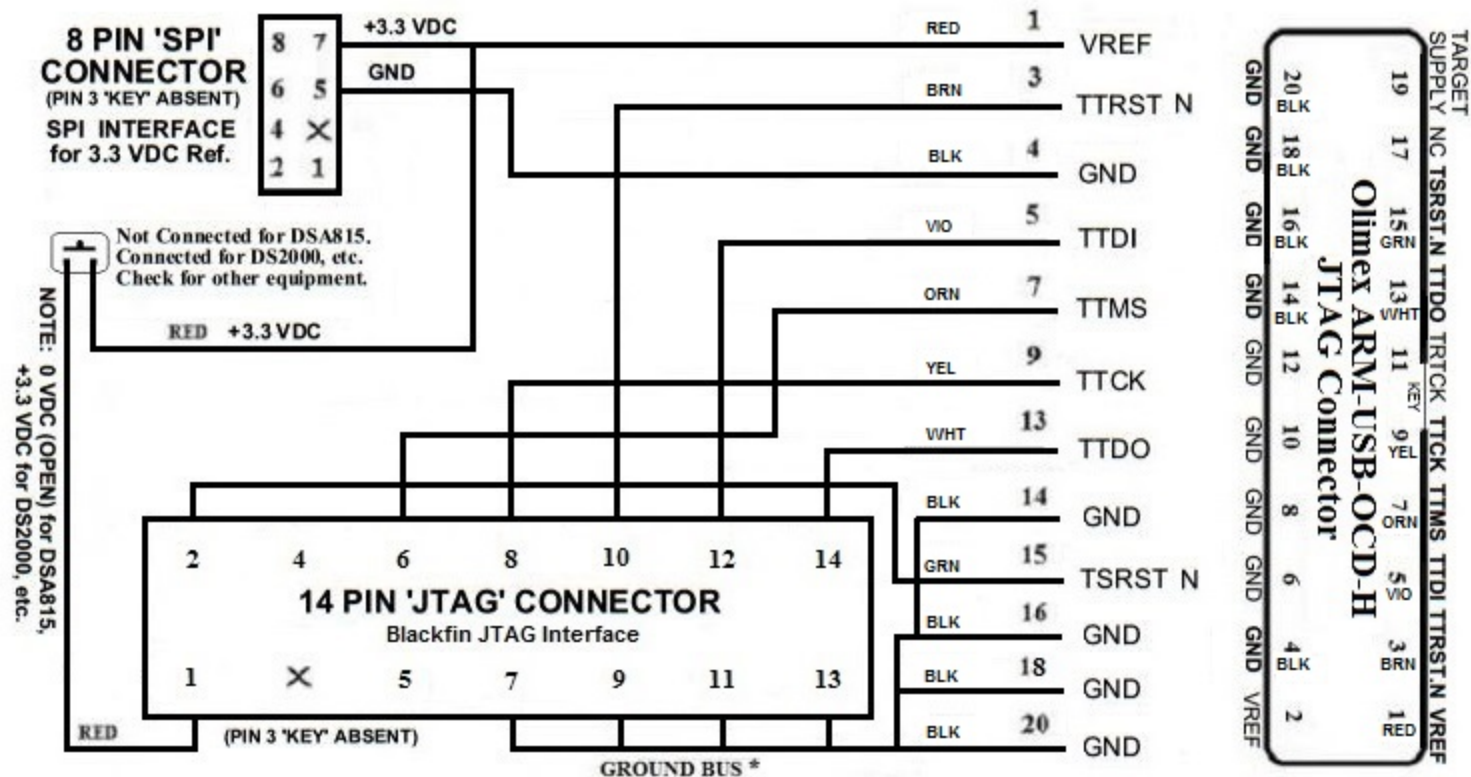 8 PIN 'SPI'
CONNECTOR
(PIN 3 'KEY' ABSENT)
SPI INTERFACE
for 3.3 VDC Ref.
8 7
6 5
4 X
2 1
+3.3 VDC
GND
Not Connected for DSA815.
Connected for DS2000, etc.
Check for other equipment.
RED +3.3 VDC
NOTE: 0 VDC (OPEN) for DSA815,
+3.3 VDC for DS2000, etc.
RED 1 VREF
BRN 3 TTRST N
BLK 4 GND
VIO 5 TTDI
ORN 7 TTMS
YEL 9 TTCK
WHT 13 TTDO
BLK 14 GND
GRN 15 TSRST N
BLK 16 GND
BLK 18 GND
BLK 20 GND
2 4 6 8 10 12 14
14 PIN 'JTAG' CONNECTOR
Blackfin JTAG Interface
1 X 5 7 9 11 13
RED
(PIN 3 'KEY' ABSENT)
GROUND BUS *
TARGET
SUPPLY NC TSRST.N TTDO TRTCK TTCK TTMS TTDI TTRST.N VREF
19 17 15 13 11 9 7 5 3 1
GRN WHT KEY YEL ORN VIO BRN RED
Olimex ARM-USB-OCD-H
JTAG Connector
20 18 16 14 12 10 8 6 4 2
BLK BLK BLK BLK BLK
GND GND GND GND GND GND GND GND GND VREF